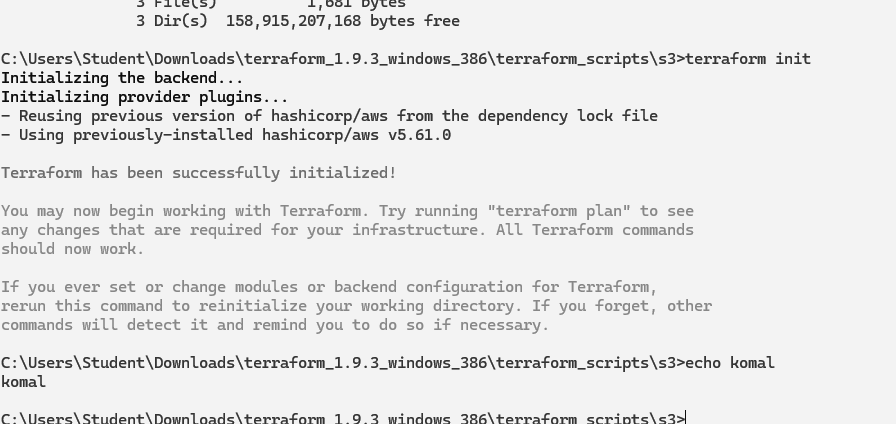 3 File(s) 1,681 bytes
3 Dir(s) 158,915,207,168 bytes free
C:\Users\Student\Downloads\terraform_1.9.3_windows_386\terraform_scripts\s3>terraform init
Initializing the backend...
Initializing provider plugins...
- Reusing previous version of hashicorp/aws from the dependency lock file
- Using previously-installed hashicorp/aws v5.61.0
Terraform has been successfully initialized!
You may now begin working with Terraform. Try running "terraform plan" to see
any changes that are required for your infrastructure. All Terraform commands
should now work.
If you ever set or change modules or backend configuration for Terraform,
rerun this command to reinitialize your working directory. If you forget, other
commands will detect it and remind you to do so if necessary.
C:\Users\Student\Downloads\terraform_1.9.3_windows_386\terraform_scripts\s3>echo komal
komal
C:\Users\Student\Downloads\terraform_1.9.3_windows_386\terraform_scripts\s3>